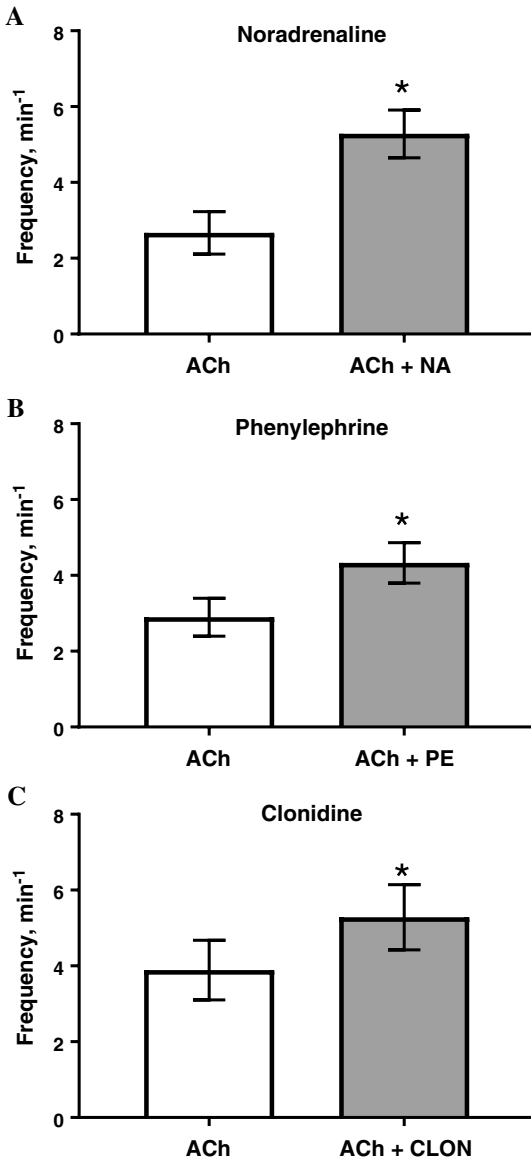 A
Noradrenaline
8
6
4
2
0
Frequency, min-1
*
ACh
ACh + NA
B
Phenylephrine
8
6
4
2
0
Frequency, min-1
*
ACh
ACh + PE
C
Clonidine
8
6
4
2
0
Frequency, min-1
*
ACh
ACh + CLON